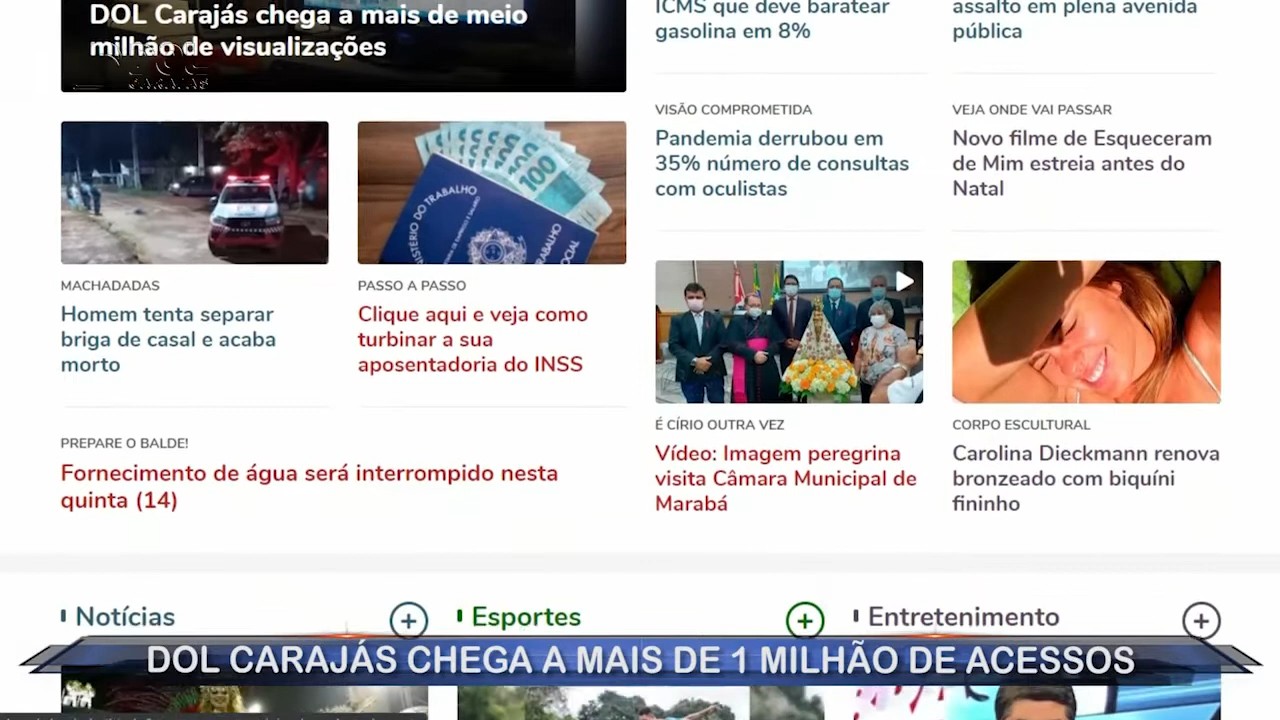 DOL Carajás chega a mais de meio
milhão de visualizações
ICMS que deve baratear
gasolina em 8%
assalto em plena avenida
pública
VISÃO COMPROMETIDA
Pandemia derrubou em
35% número de consultas
com oculistas
VEJA ONDE VAI PASSAR
Novo filme de Esqueceram
de Mim estreia antes do
Natal
100
MINISTÉRIO DO TRABALHO
MACHADADAS
Homem tenta separar
briga de casal e acaba
morto
PASSO A PASSO
Clique aqui e veja como
turbinar a sua
aposentadoria do INSS
PREPARE O BALDE!
Fornecimento de água será interrompido nesta
quinta (14)
É CÍRIO OUTRA VEZ
Vídeo: Imagem peregrina
visita Câmara Municipal de
Marabá
CORPO ESCULTURAL
Carolina Dieckmann renova
bronzeado com biquíni
fininho
Notícias
Esportes
Entretenimento
DOL CARAJÁS CHEGA A MAIS DE 1 MILHÃO DE ACESSOS